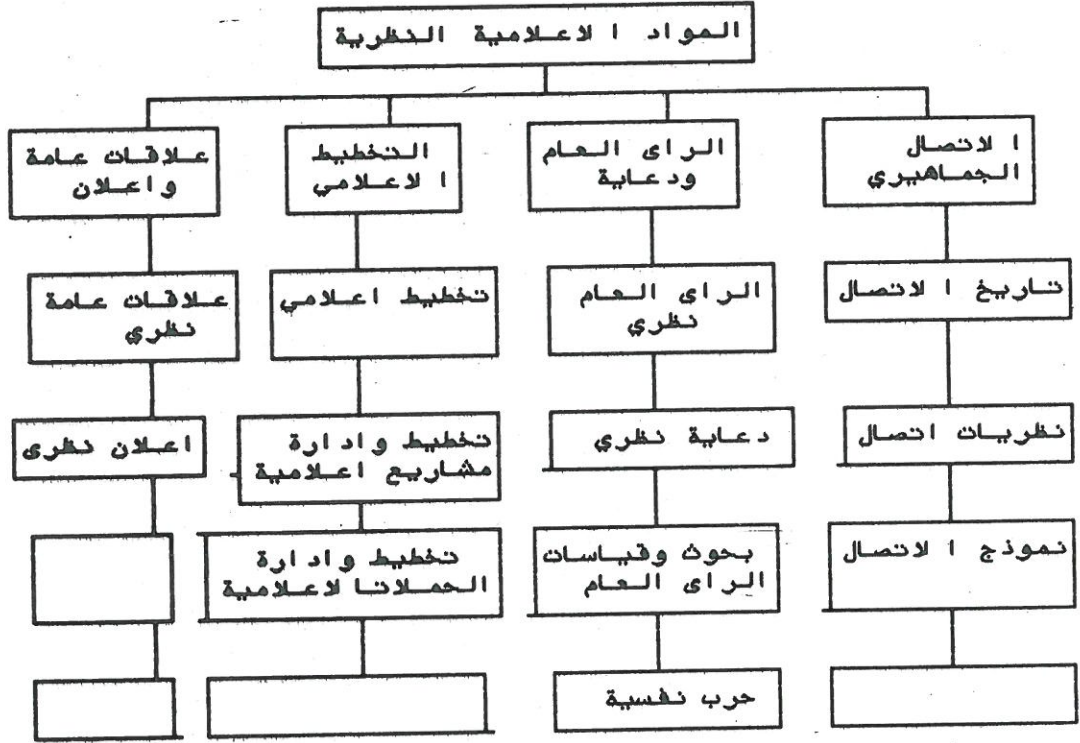 المواد الاعلامية النظرية
الاتصال
الجماهيري
الراى العام
ودعاية
التخطيط
الاعلامي
علاقات عامة
واعلان
تاريخ الاتصال
الراى العام
نظري
تخطيط اعلامي
علاقات عامة
نظري
نظريات اتصال
دعاية نظري
تخطيط وادارة
مشاريع اعلامية
اعلان نظرى
نموذج الاتصال
بحوث وقياسات
الراى العام
تخطيط وادارة
الحملاتا لاعلامية
حرب نفسية